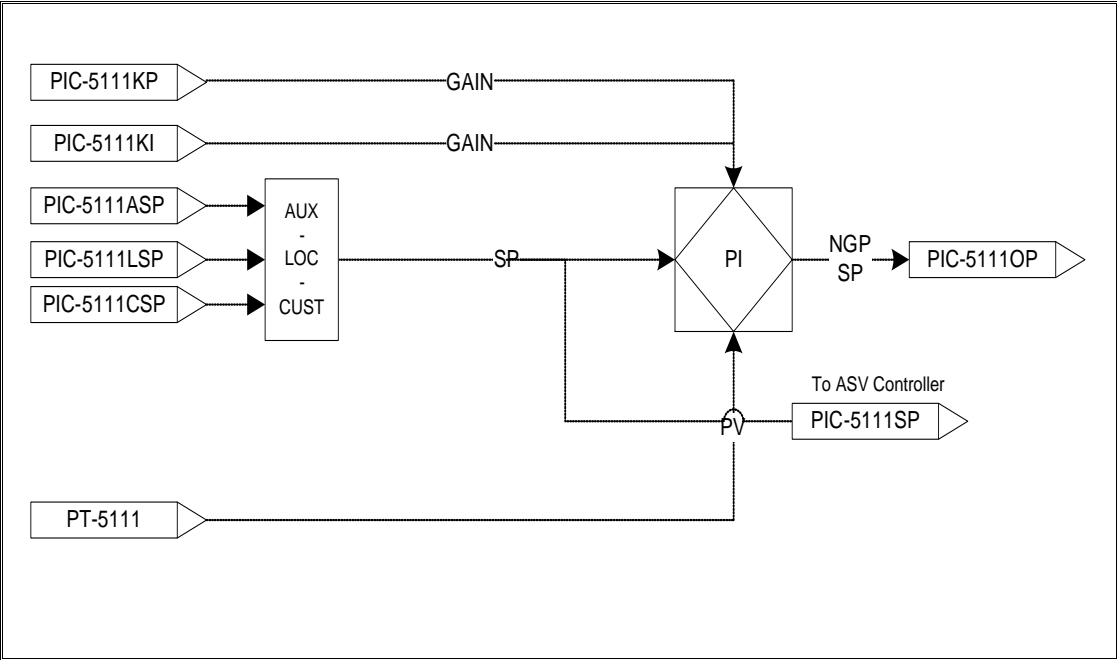 PIC-5111KP
GAIN
PIC-5111KI
GAIN
PIC-5111ASP
PIC-5111LSP
PIC-5111CSP
AUX
-
LOC
-
CUST
SP
PI
NGP
SP
PIC-5111OP
To ASV Controller
PIC-5111SP
PV
PT-5111